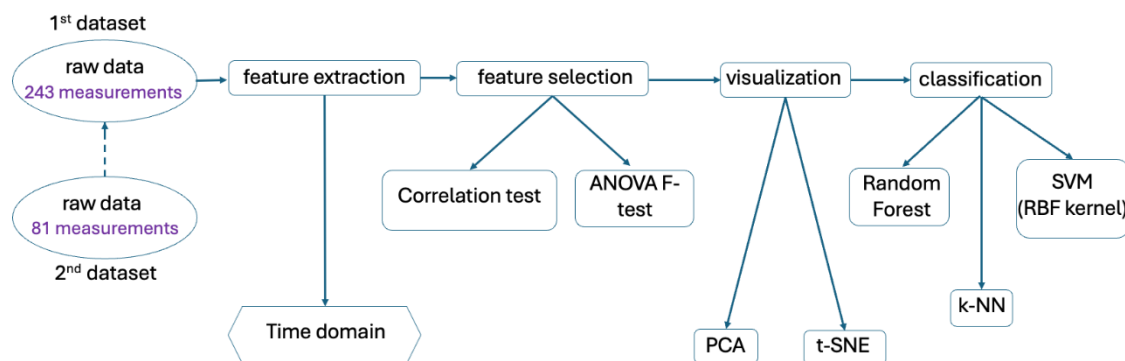 1st dataset
raw data
243 measurements
feature extraction
feature selection
visualization
classification
raw data
81 measurements
2nd dataset
Correlation test
ANOVA F-
test
Random
Forest
SVM
(RBF kernel)
Time domain
PCA
t-SNE
k-NN